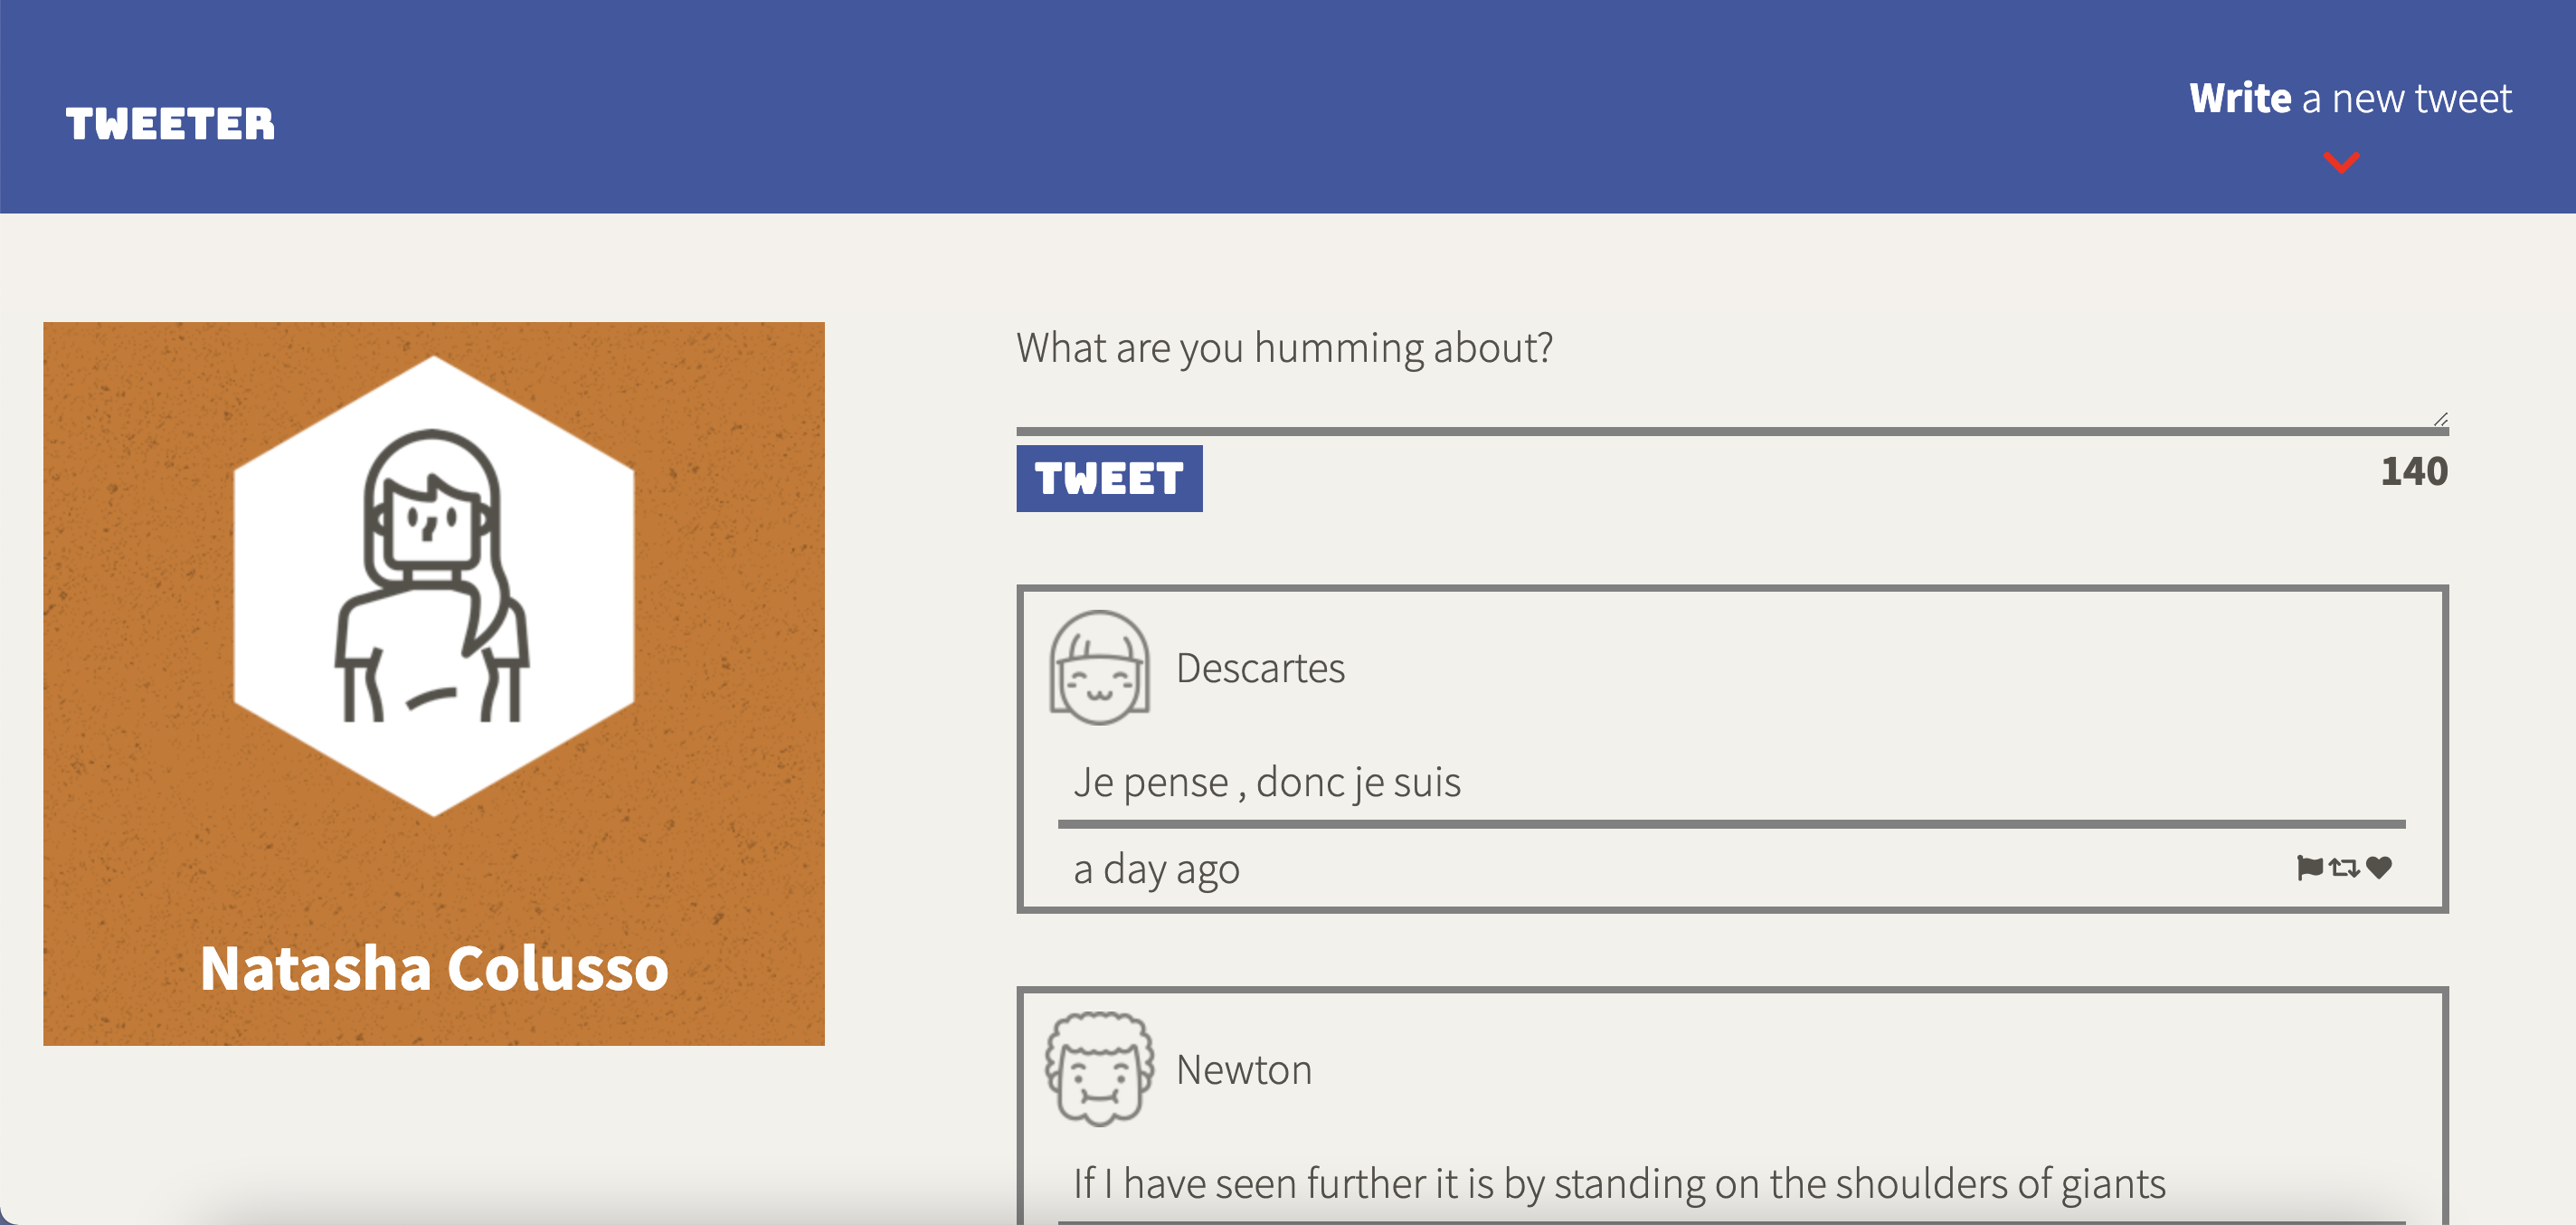 TWEETER
Write a new tweet
Natasha Colusso
What are you humming about?
TWEET
140
Descartes
Je pense , donc je suis
a day ago
Newton
If I have seen further it is by standing on the shoulders of giants